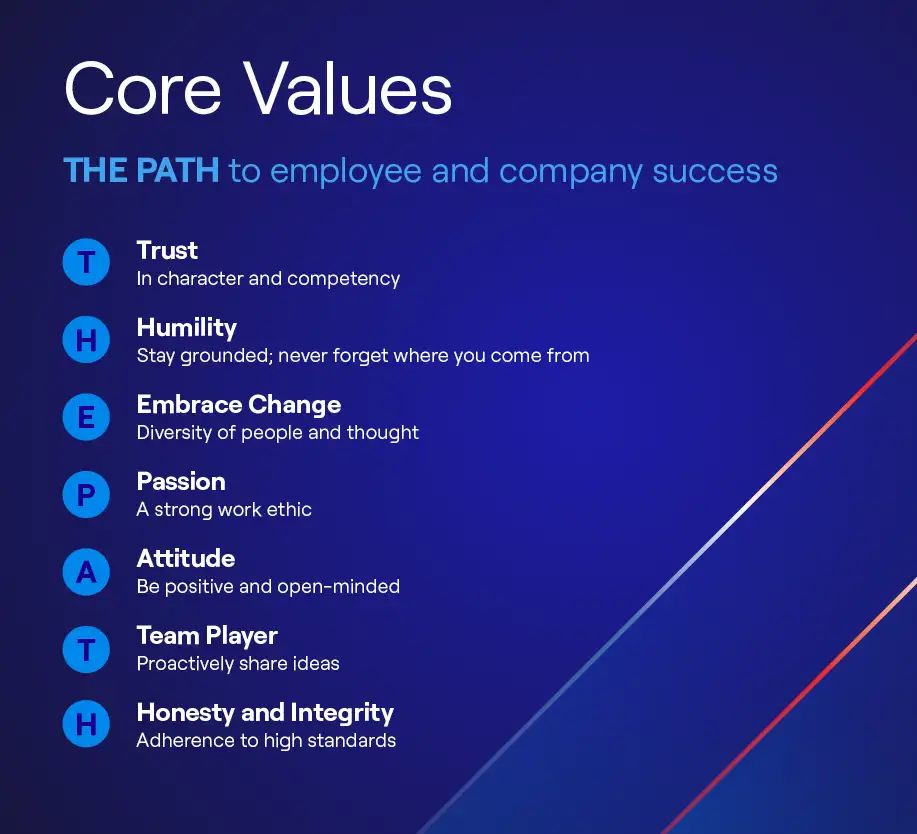 Core Values
THE PATH to employee and company success
T
Trust
In character and competency
H
Humility
Stay grounded; never forget where you come from
E
Embrace Change
Diversity of people and thought
P
Passion
A strong work ethic
A
Attitude
Be positive and open-minded
T
Team Player
Proactively share ideas
H
Honesty and Integrity
Adherence to high standards